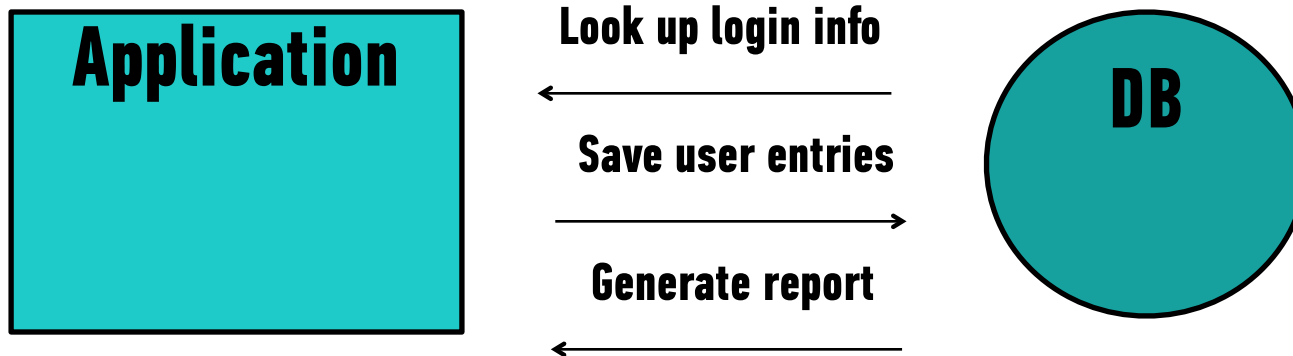 Application
Look up login info
DB
Save user entries
Generate report